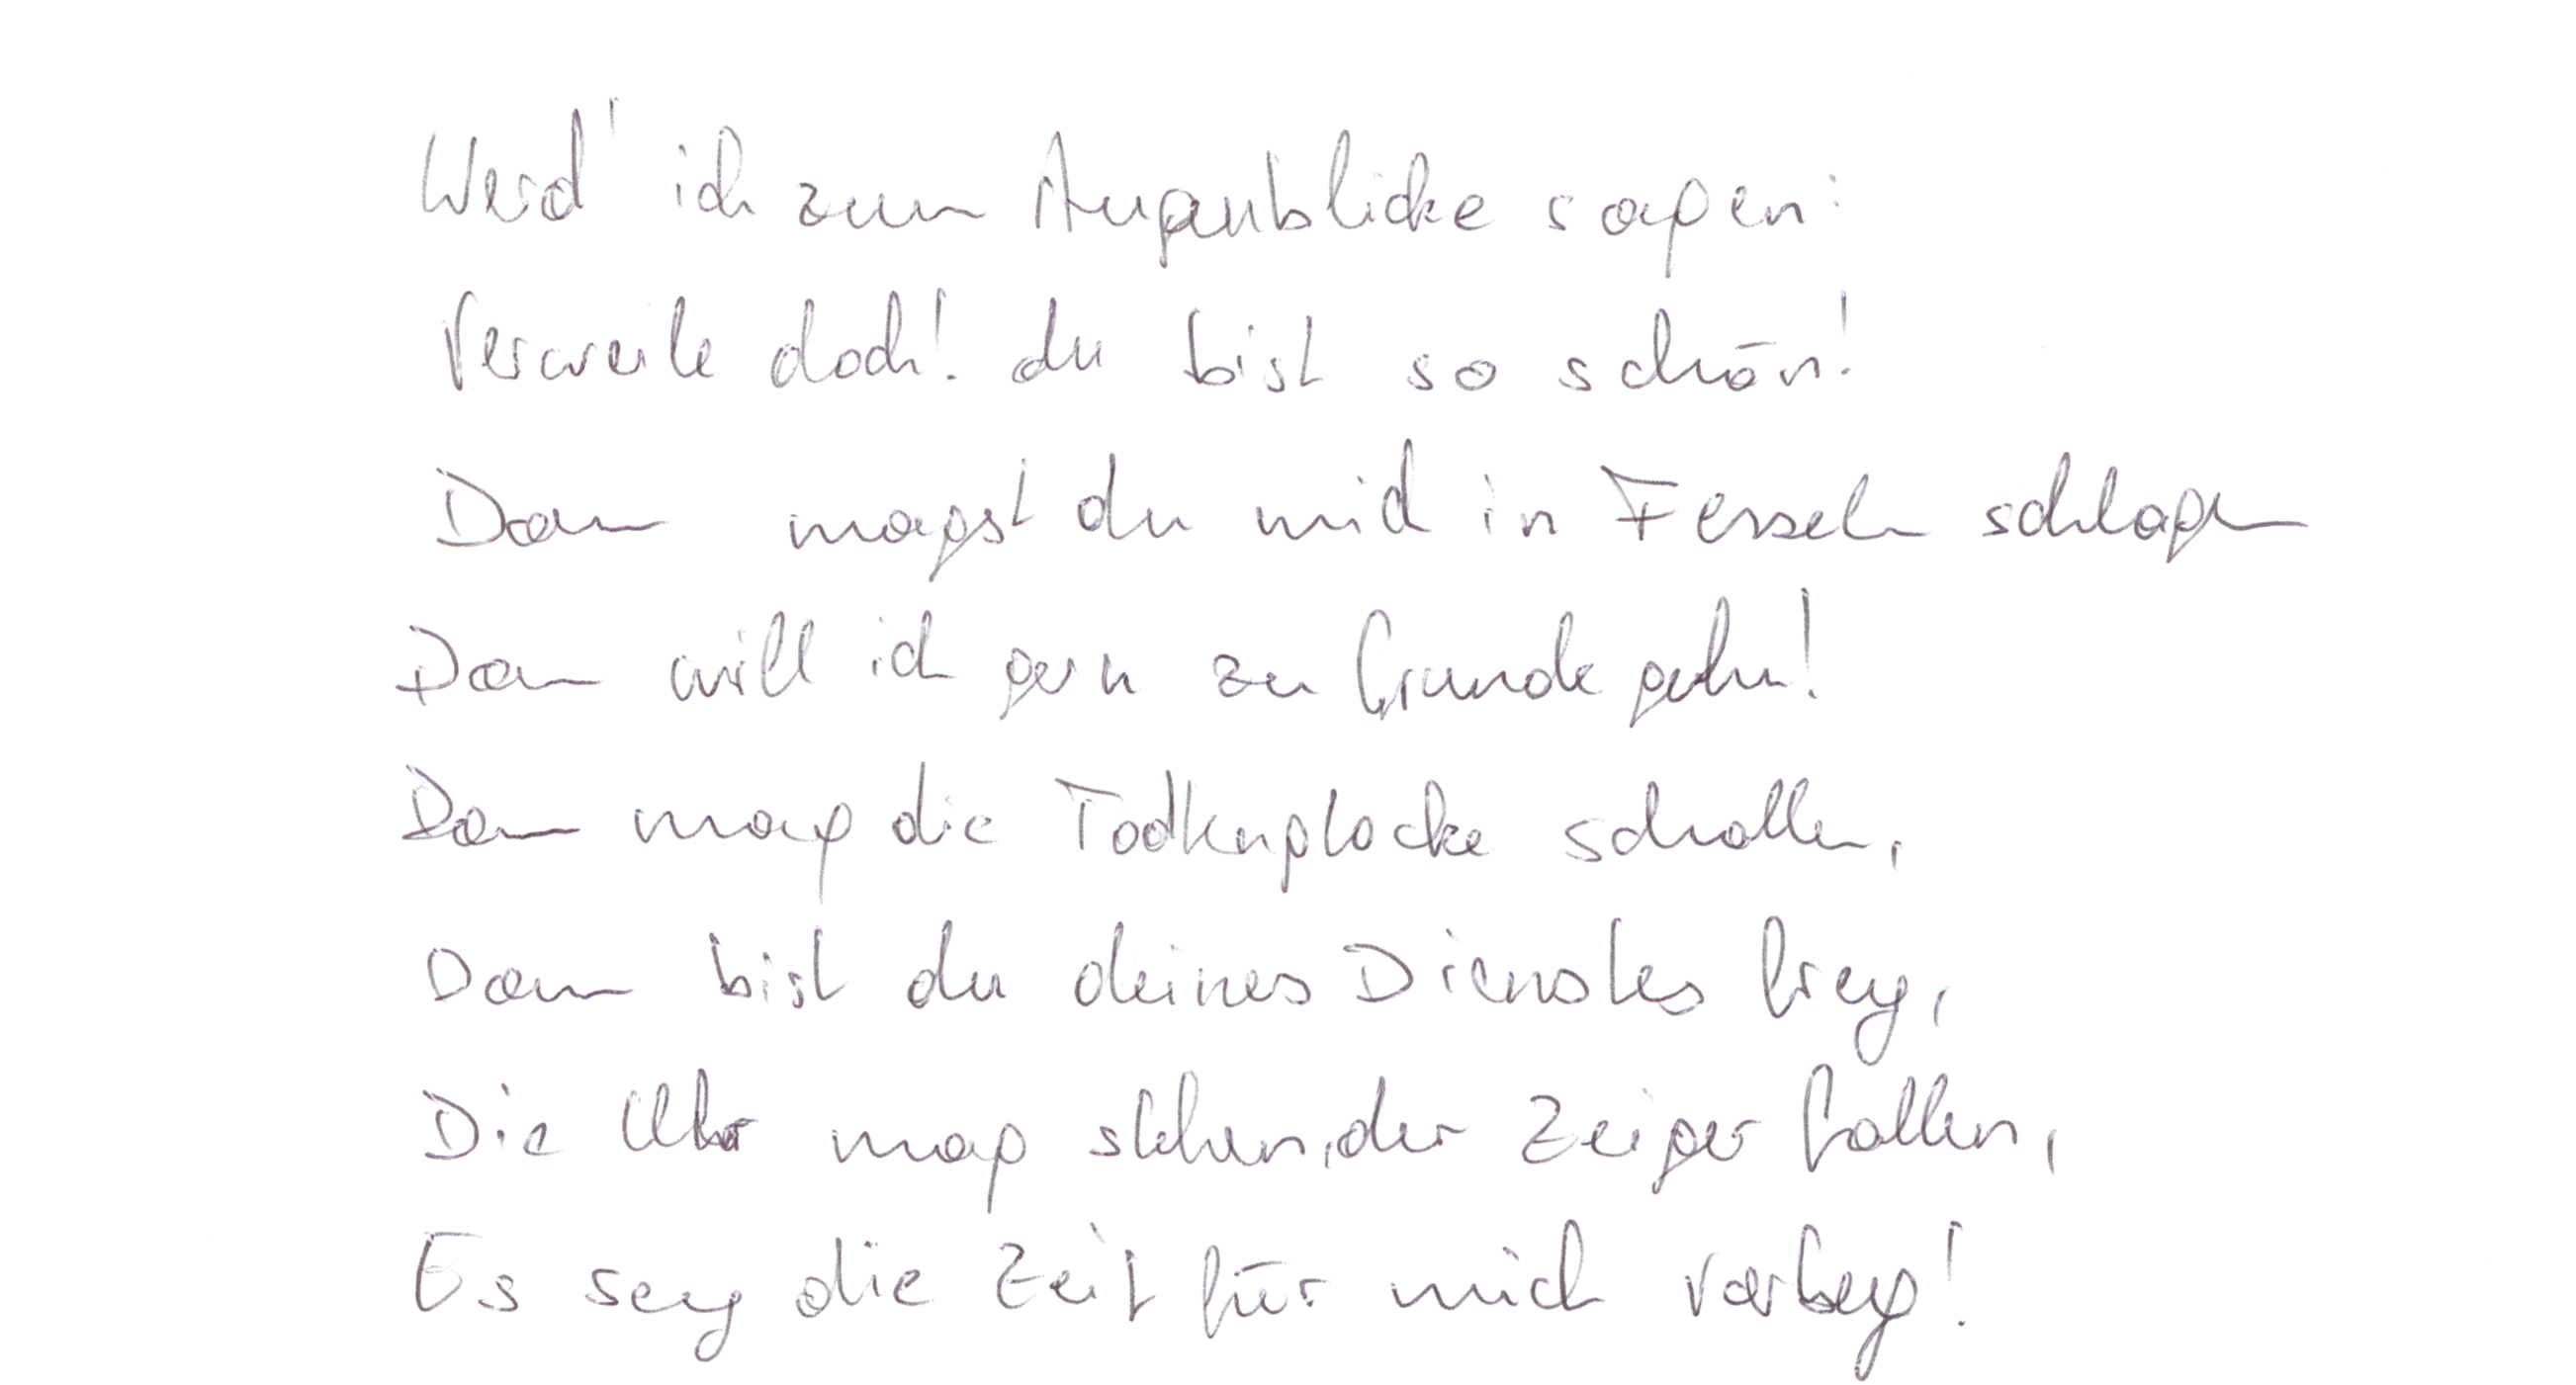 Werd' ich zum Augenblicke sagen:
Verweile doch! du bist so schön!
Dann magst du mich in Fesseln schlagen
Dann will ich gern zu Grunde gehn!
Dann mag die Todtenglocke schallen,
Dann bist du deines Dienstes frey,
Die Uhr mag stehen, der Zeiger fallen,
Es sey die Zeit für mich vorbey!